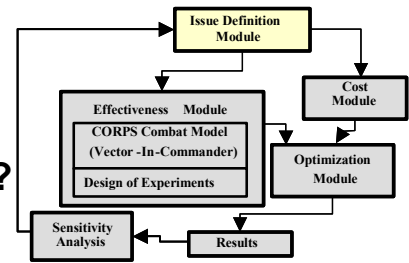 Issue Definition
Module
Cost
Module
Effectiveness Module
CORPS Combat Model
(Vector -In-Commander)
Design of Experiments
?
Optimization
Module
Sensitivity
Analysis
Results